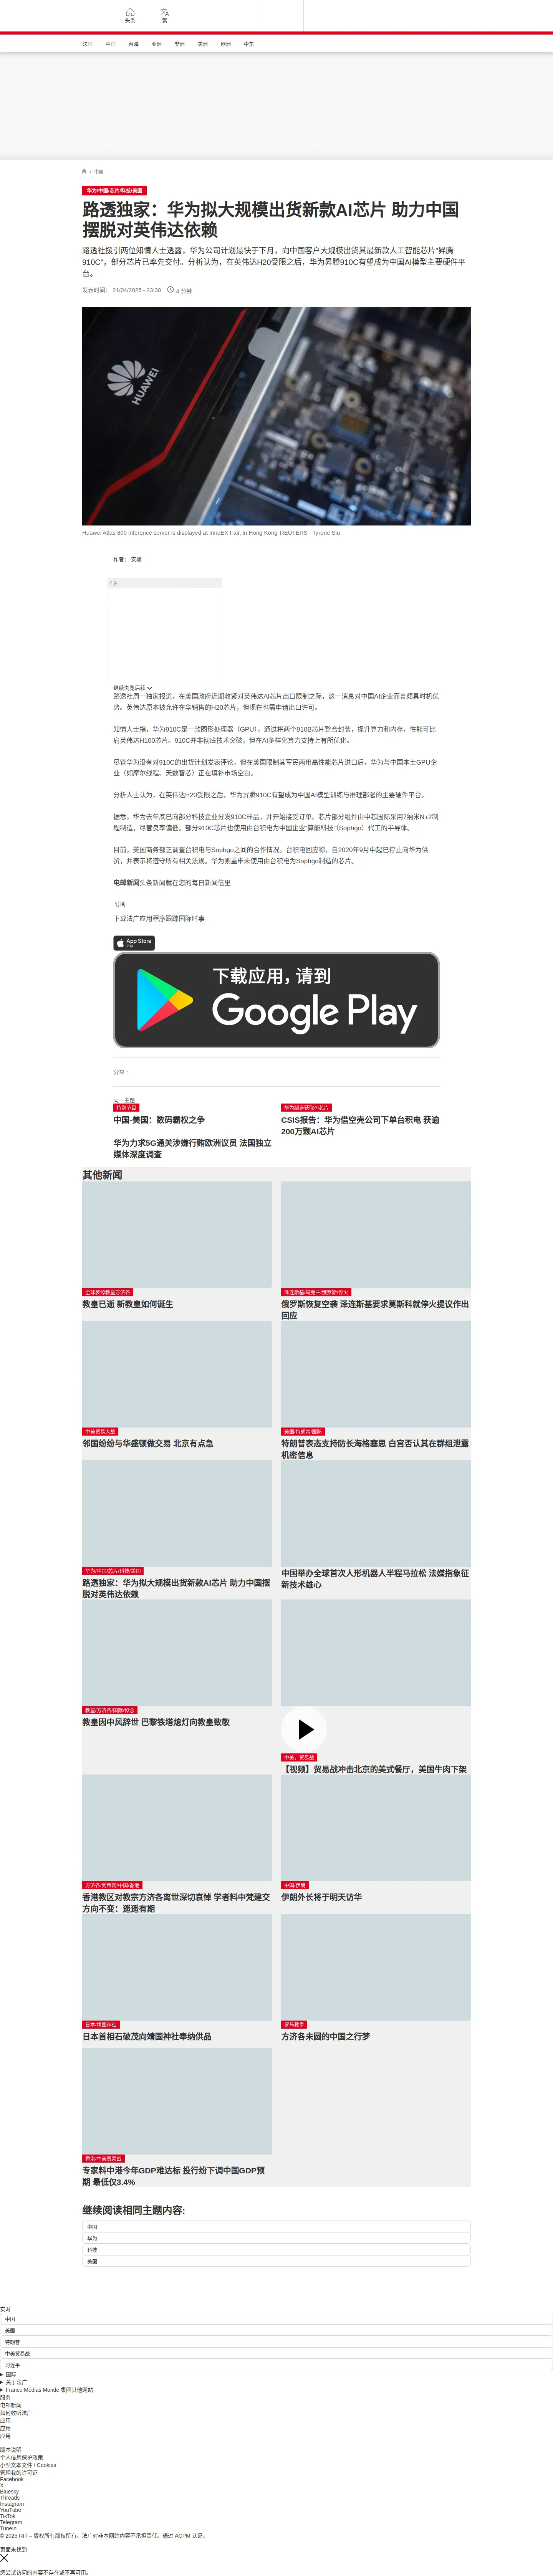 头条
繁
法国
中国
台海
亚洲
非洲
美洲
欧洲
中东
/ 中国
华为/中国/芯片/科技/美国
路透独家：华为拟大规模出货新款AI芯片 助力中国
摆脱对英伟达依赖
路透社援引两位知情人士透露，华为公司计划最快于下月，向中国客户大规模出货其最新款人工智能芯片“昇腾
910C”，部分芯片已率先交付。分析认为，在英伟达H20受限之后，华为昇腾910C有望成为中国AI模型主要硬件平
台。
发表时间： 21/04/2025 - 23:30 4 分钟
HUAWEI
Huawei Atlas 800 inference server is displayed at InnoEX Fair, in Hong Kong REUTERS - Tyrone Siu
作者： 安娜
广告
继续浏览后续
路透社周一独家报道，在美国政府近期收紧对英伟达AI芯片出口限制之际，这一消息对中国AI企业而言颇具时机优
势。英伟达原本被允许在华销售的H20芯片，但现在也需申请出口许可。
知情人士指，华为910C是一款图形处理器（GPU），通过将两个910B芯片整合封装，提升算力和内存，性能可比
肩英伟达H100芯片。910C并非彻底技术突破，但在AI多样化算力支持上有所优化。
尽管华为没有对910C的出货计划发表评论，但在美国限制其军民两用高性能芯片进口后，华为与中国本土GPU企
业（如摩尔线程、天数智芯）正在填补市场空白。
分析人士认为，在英伟达H20受限之后，华为昇腾910C有望成为中国AI模型训练与推理部署的主要硬件平台。
据悉，华为去年底已向部分科技企业分发910C样品，并开始接受订单。芯片部分组件由中芯国际采用7纳米N+2制
程制造，尽管良率偏低。部分910C芯片也使用由台积电为中国企业“算能科技”（Sophgo）代工的半导体。
目前，美国商务部正调查台积电与Sophgo之间的合作情况。台积电回应称，自2020年9月中起已停止向华为供
货，并表示将遵守所有相关法规。华为则重申未使用由台积电为Sophgo制造的芯片。
电邮新闻头条新闻就在您的每日新闻信里
订阅
下载法广应用程序跟踪国际时事
App Store
下载
下载应用，请到
Google Play
分享 :
同一主题
特别节目
中国-美国：数码霸权之争
华为绕道获取AI芯片
CSIS报告：华为借空壳公司下单台积电 获逾
200万颗AI芯片
华为力求5G通关涉嫌行贿欧洲议员 法国独立
媒体深度调查
其他新闻
全球哀悼教皇方济各
教皇已逝 新教皇如何诞生
泽连斯基/乌克兰/俄罗斯/停火
俄罗斯恢复空袭 泽连斯基要求莫斯科就停火提议作出
回应
中美贸易大战
邻国纷纷与华盛顿做交易 北京有点急
美国/特朗普/国防
特朗普表态支持防长海格塞思 白宫否认其在群组泄露
机密信息
华为/中国/芯片/科技/美国
路透独家：华为拟大规模出货新款AI芯片 助力中国摆
脱对英伟达依赖
中国举办全球首次人形机器人半程马拉松 法媒指象征
新技术雄心
教皇/方济各/国际/悼念
教皇因中风辞世 巴黎铁塔熄灯向教皇致敬
中美，贸易战
【视频】贸易战冲击北京的美式餐厅，美国牛肉下架
方济各/梵蒂冈/中国/香港
香港教区对教宗方济各离世深切哀悼 学者料中梵建交
方向不变：遥遥有期
中国/伊朗
伊朗外长将于明天访华
日本/靖国神社
日本首相石破茂向靖国神社奉纳供品
罗马教皇
方济各未圆的中国之行梦
香港/中美贸易战
专家料中港今年GDP难达标 投行纷下调中国GDP预
期 最低仅3.4%
继续阅读相同主题内容:
中国
华为
科技
美国
实时
中国
美国
特朗普
中美贸易战
习近平
国际
关于法广
France Médias Monde 集团其他网站
服务
电邮新闻
如何收听法广
应用
应用
应用
版本说明
个人信息保护政策
小型文本文件 / Cookies
管理我的许可证
Facebook
X
Bluesky
Threads
Instagram
YouTube
TikTok
Telegram
TuneIn
© 2025 RFI – 版权所有版权所有。法广对非本网站内容不承担责任。通过 ACPM 认证。
页面未找到
您尝试访问的内容不存在或不再可用。